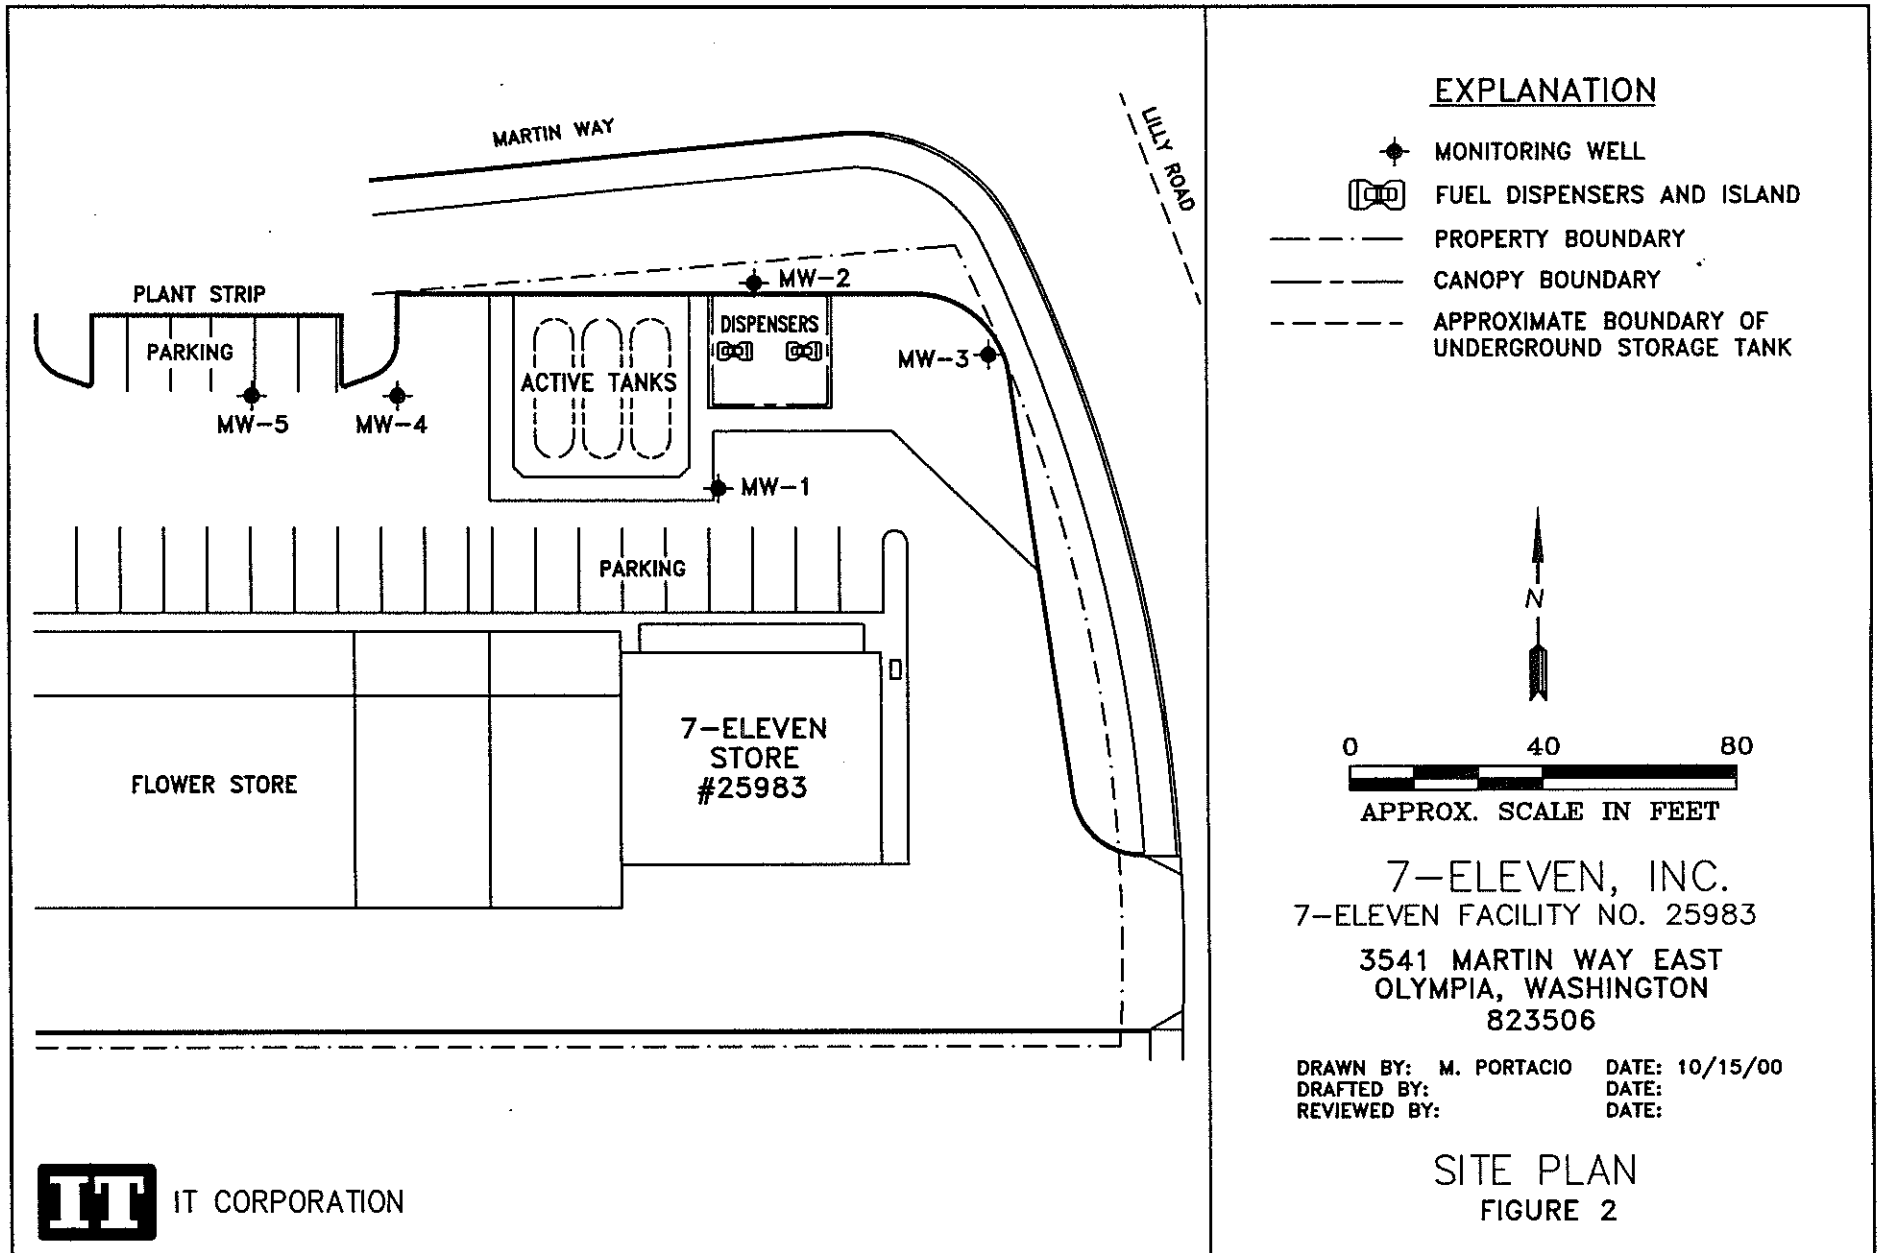 MARTIN WAY
LILLY ROAD
MW-2
PLANT STRIP
PARKING
DISPENSERS
MW-3
ACTIVE TANKS
MW-5
MW-4
MW-1
PARKING
7-ELEVEN
STORE
#25983
FLOWER STORE
IT
IT CORPORATION
EXPLANATION
MONITORING WELL
FUEL DISPENSERS AND ISLAND
PROPERTY BOUNDARY
CANOPY BOUNDARY
APPROXIMATE BOUNDARY OF
UNDERGROUND STORAGE TANK
N
0 40 80
APPROX. SCALE IN FEET
7-ELEVEN, INC.
7-ELEVEN FACILITY NO. 25983
3541 MARTIN WAY EAST
OLYMPIA, WASHINGTON
823506
DRAWN BY: M. PORTACIO DATE: 10/15/00
DRAFTED BY: DATE:
REVIEWED BY: DATE:
SITE PLAN
FIGURE 2